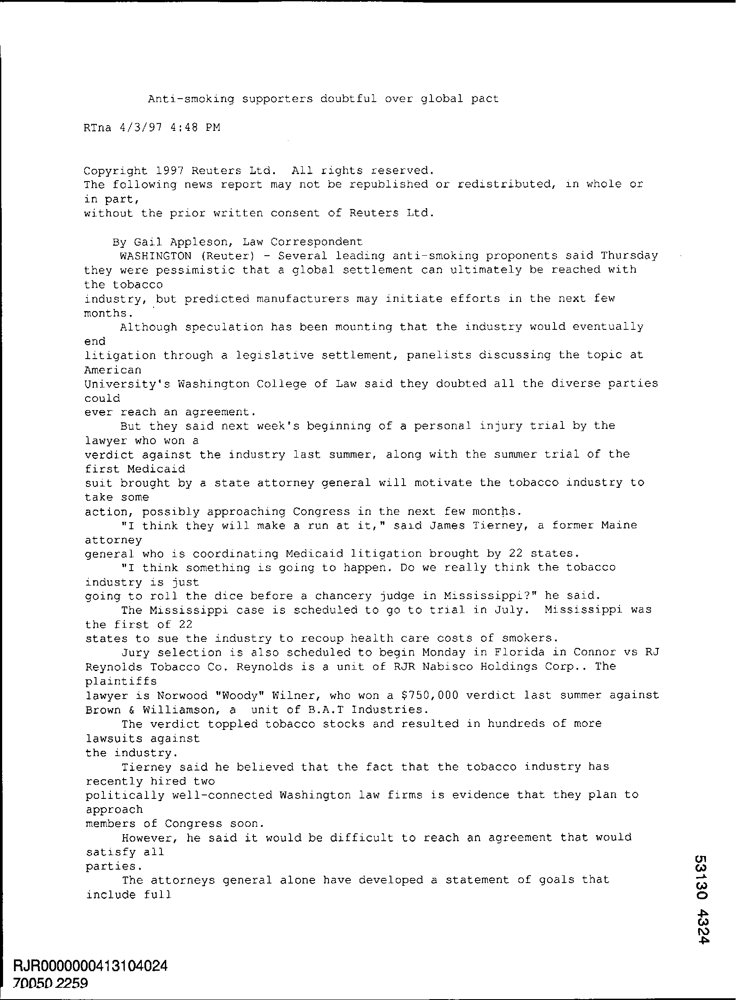 Anti-smoking supporters doubtful over global pact
RTna 4/3/97 4:48 PM
Copyright 1997 Reuters Ltd.  All rights reserved.
The following news report may not be republished or redistributed, in whole or
in part,
without the prior written consent of Reuters Ltd.
By Gail Appleson, Law Correspondent
WASHINGTON (Reuter) - Several leading anti-smoking proponents said Thursday
they were pessimistic that a global settlement can ultimately be reached with
the tobacco
industry, but predicted manufacturers may initiate efforts in the next few
months.
Although speculation has been mounting that the industry would eventually
end
litigation through a legislative settlement, panelists discussing the topic at
American
University's Washington College of Law said they doubted all the diverse parties
could
ever reach an agreement.
But they said next week's beginning of a personal injury trial by the
lawyer who won a
verdict against the industry last summer, along with the summer trial of the
first Medicaid
suit brought by a state attorney general will motivate the tobacco industry to
take some
action, possibly approaching Congress in the next few months.
"I think they will make a run at it," said James Tierney, a former Maine
attorney
general who is coordinating Medicaid litigation brought by 22 states.
"I think something is going to happen. Do we really think the tobacco
industry is just
going to roll the dice before a chancery judge in Mississippi?" he said.
The Mississippi case is scheduled to go to trial in July.  Mississippi was
the first of 22
states to sue the industry to recoup health care costs of smokers.
Jury selection is also scheduled to begin Monday in Florida in Connor vs RJ
Reynolds Tobacco Co. Reynolds is a unit of RJR Nabisco Holdings Corp.. The
plaintiffs
lawyer is Norwood "Woody" Wilner, who won a $750,000 verdict last summer against
Brown & Williamson, a  unit of B.A.T Industries.
The verdict toppled tobacco stocks and resulted in hundreds of more
lawsuits against
the industry.
Tierney said he believed that the fact that the tobacco industry has
recently hired two
politically well-connected Washington law firms is evidence that they plan to
approach
members of Congress soon.
However, he said it would be difficult to reach an agreement that would
satisfy all
parties.
The attorneys general alone have developed a statement of goals that
include full
53130 4324
RJR0000000413104024
70050 2259